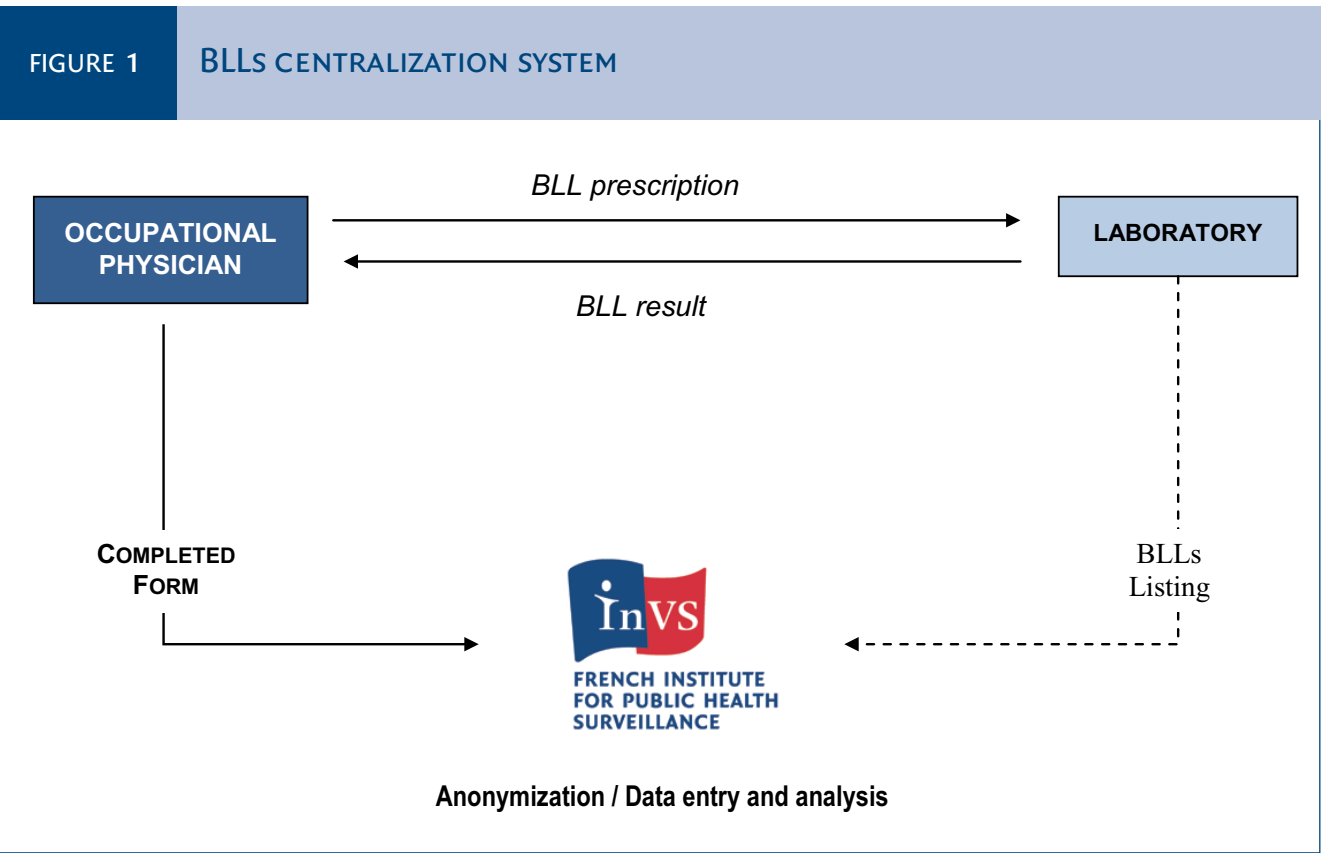 FIGURE 1
BLLS CENTRALIZATION SYSTEM
BLL prescription
OCCUPATIONAL
PHYSICIAN
LABORATORY
BLL result
COMPLETED
FORM
BLLs
Listing
InVS
FRENCH INSTITUTE
FOR PUBLIC HEALTH
SURVEILLANCE
Anonymization / Data entry and analysis